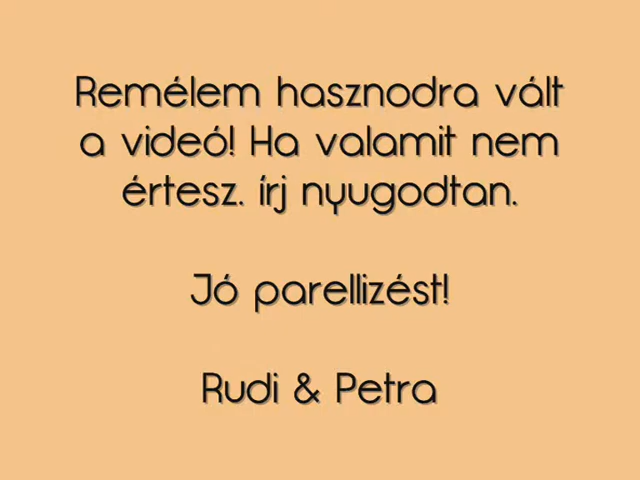 Remélem hasznodra vált
a videó! Ha valamit nem
értesz. írj nyugodtan.
Jó parellizést!
Rudi & Petra